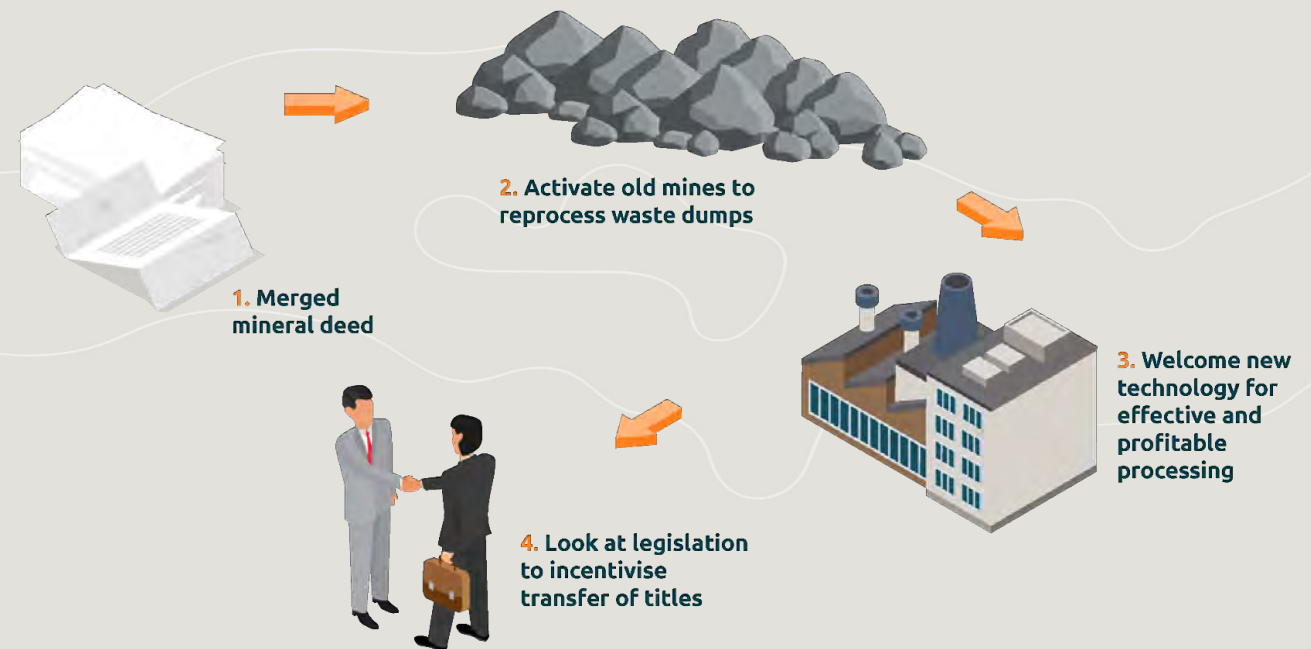 1. Merged
mineral deed
2. Activate old mines to
reprocess waste dumps
3. Welcome new
technology for
effective and
profitable
processing
4. Look at legislation
to incentivise
transfer of titles